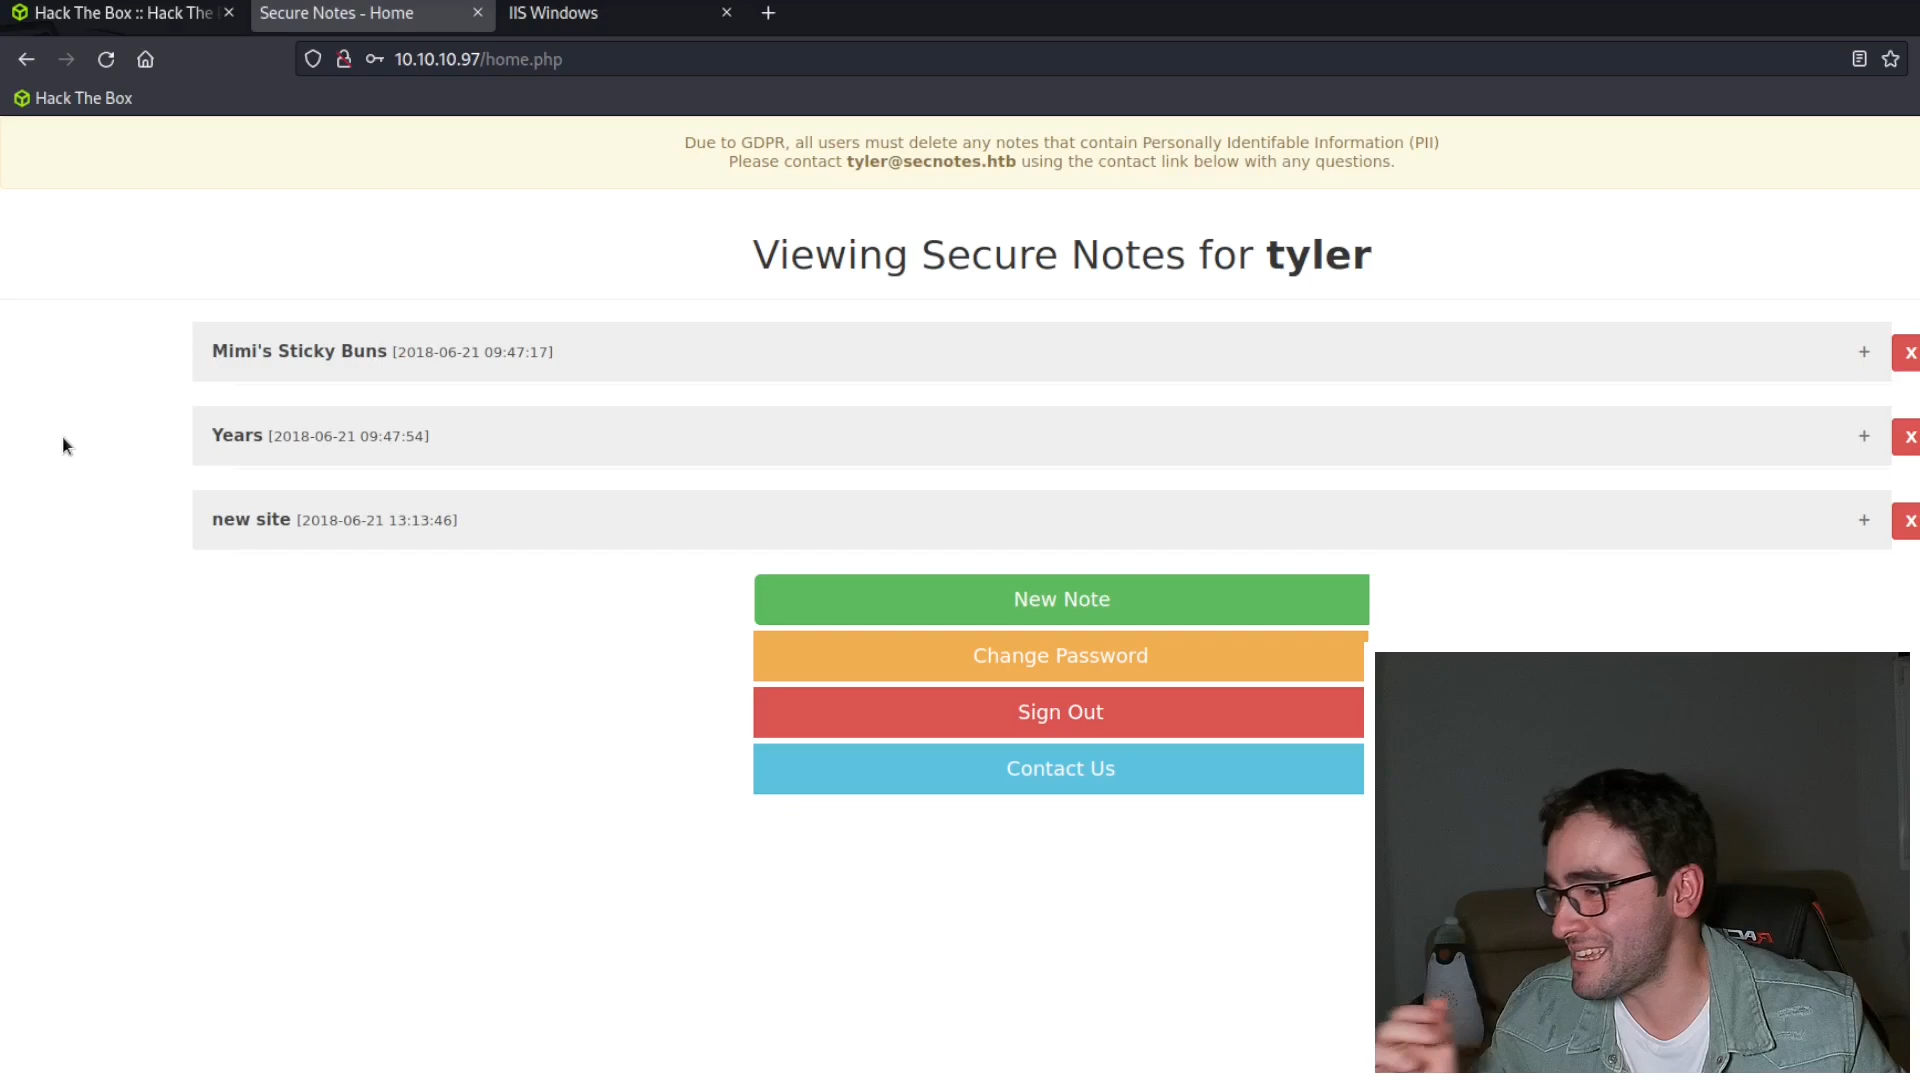 Hack The Box :: Hack The
Secure Notes - Home
IIS Windows
10.10.10.97/home.php
Hack The Box
Due to GDPR, all users must delete any notes that contain Personally Identifable Information (PII)
Please contact tyler@secnotes.htb using the contact link below with any questions.
Viewing Secure Notes for tyler
Mimi's Sticky Buns [2018-06-21 09:47:17] + X
Years [2018-06-21 09:47:54] + X
new site [2018-06-21 13:13:46] + X
New Note
Change Password
Sign Out
Contact Us